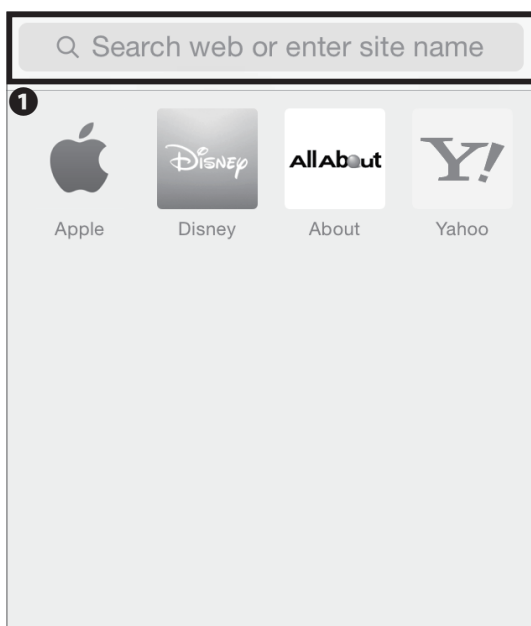 Search web or enter site name
1
Disney
AllAbout
Y!
Apple
Disney
About
Yahoo